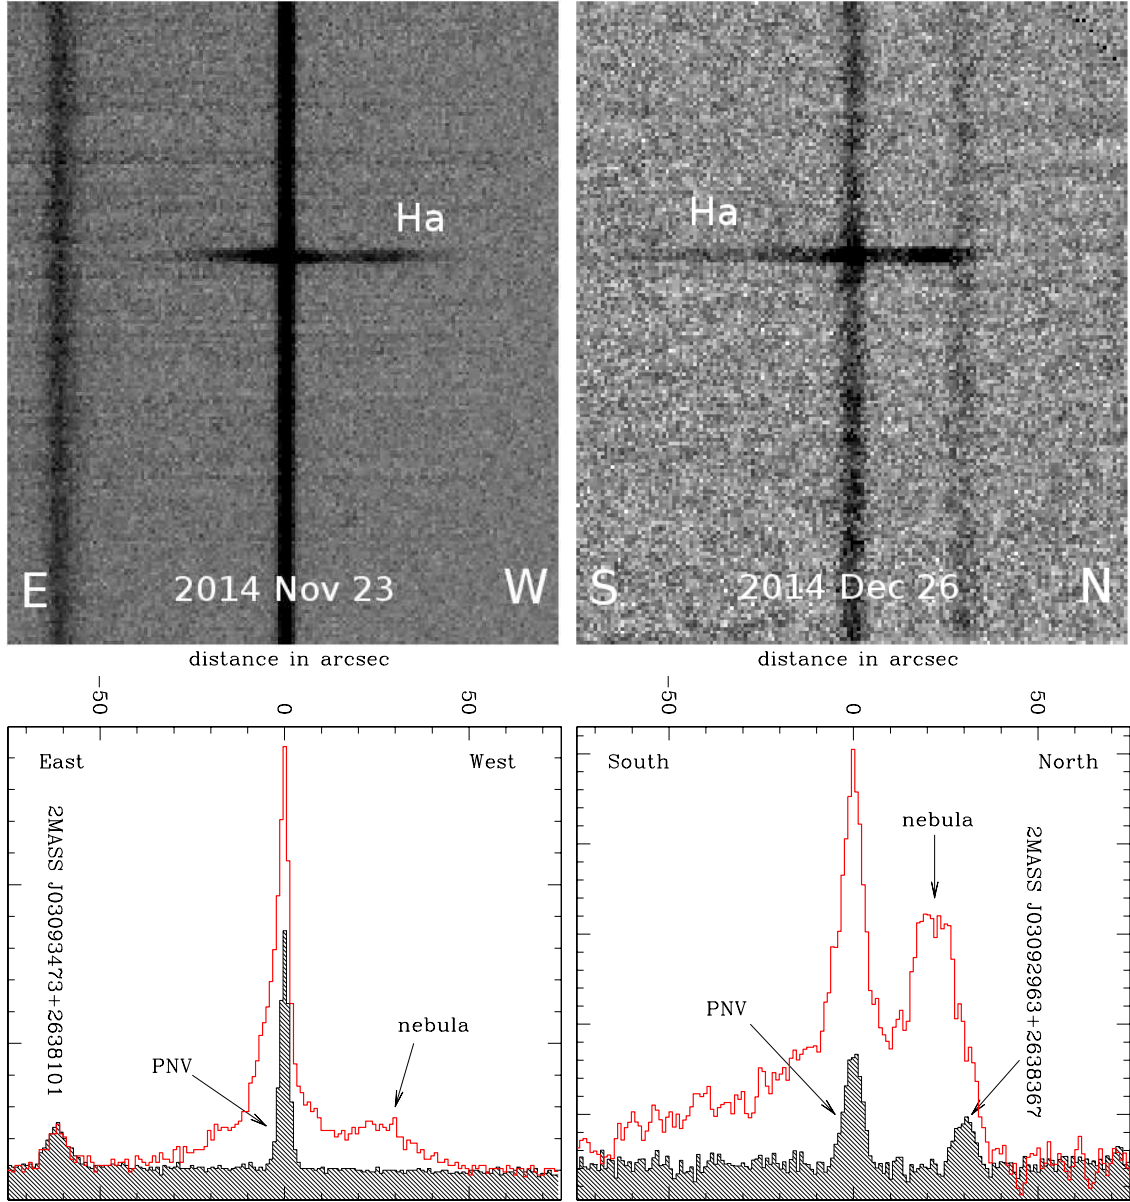 Ha
E
2014 Nov 23
W
Ha
S
2014 Dec 26
N
distance in arcsec
-50
0
50
East
West
2MASS J03093473+2638101
PNV
nebula
distance in arcsec
-50
0
50
South
North
nebula
2MASS J03092963+2638367
PNV